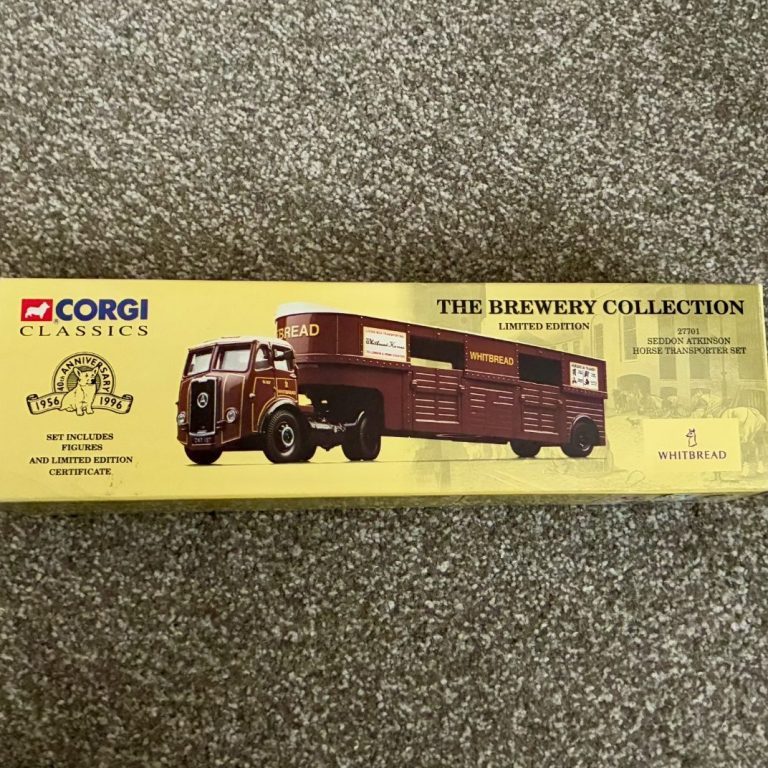 CORGI
CLASSICS
40th ANNIVERSARY
1956 1996
SET INCLUDES
FIGURES
AND LIMITED EDITION
CERTIFICATE
THE BREWERY COLLECTION
LIMITED EDITION
27701
SEDDON ATKINSON
HORSE TRANSPORTER SET
BREAD
WHITBREAD
WHITBREAD